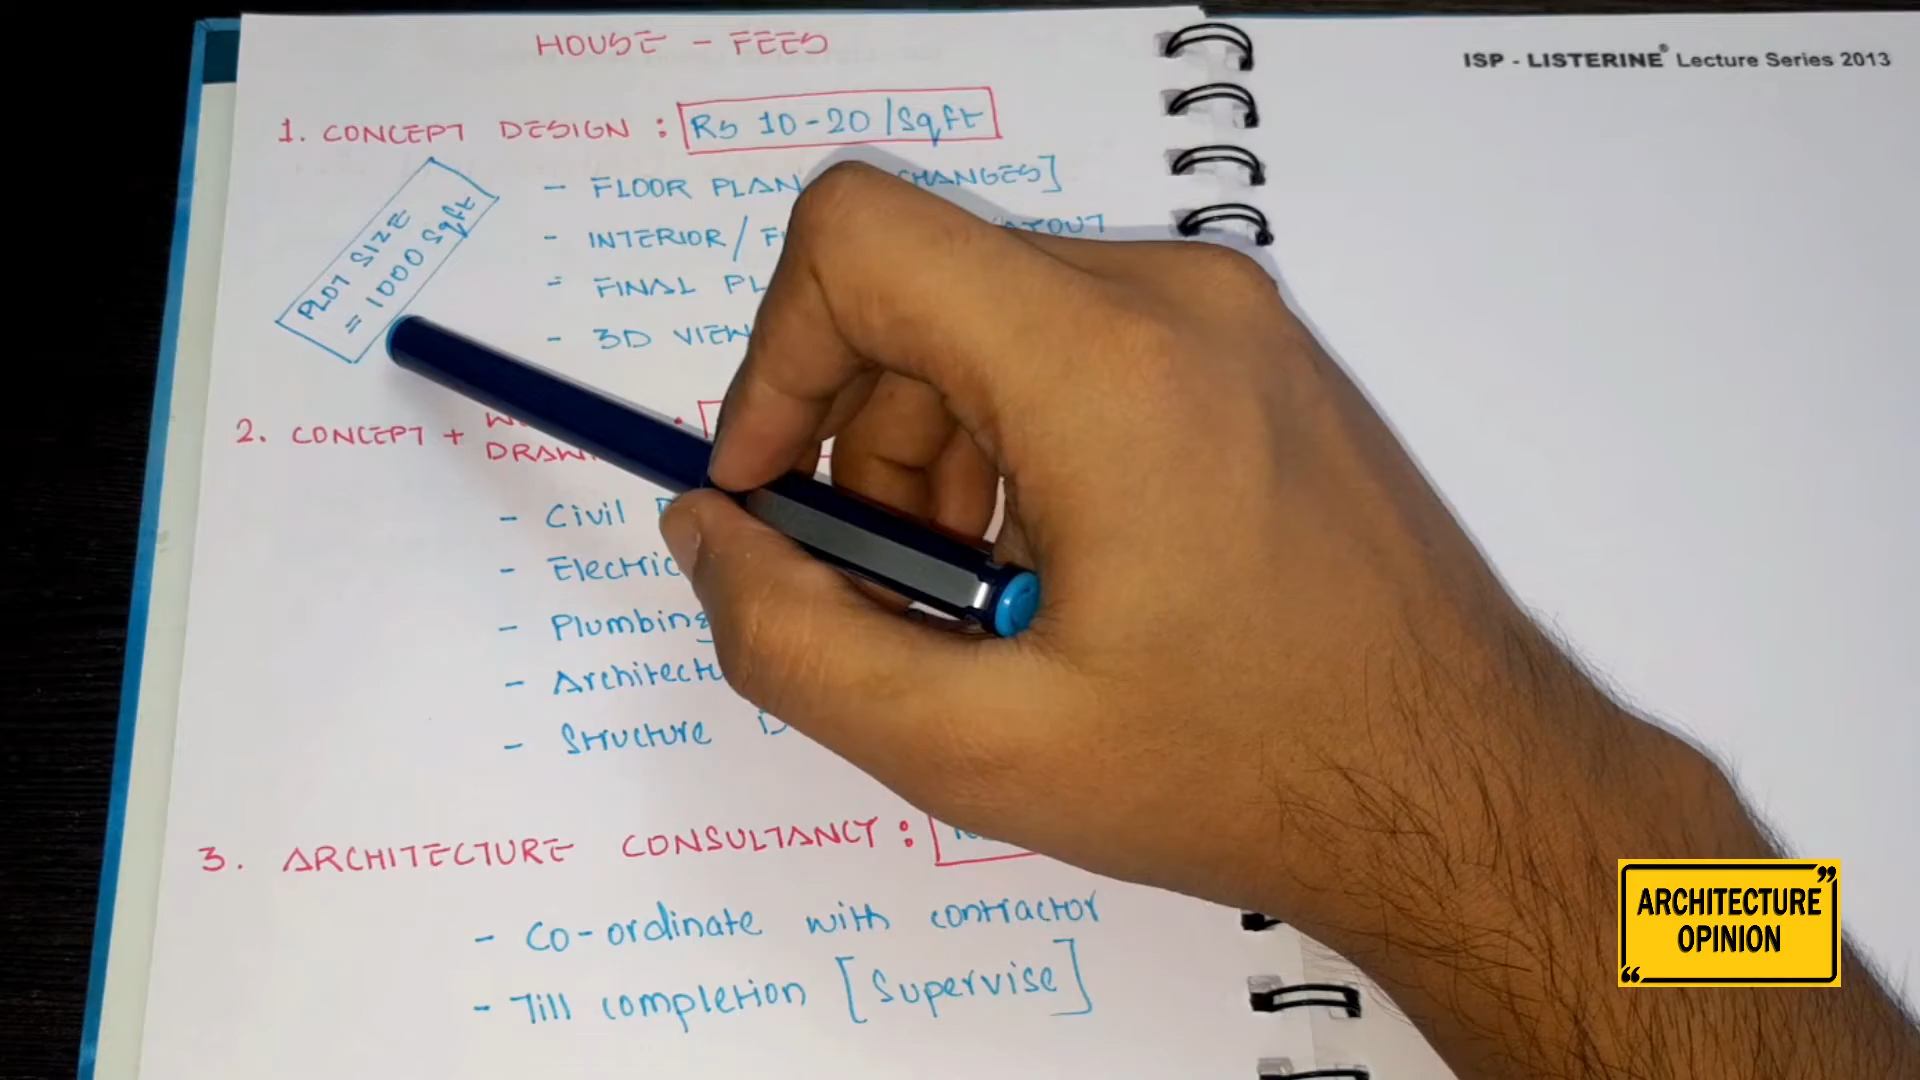 HOUSE - FEES
ISP - LISTERINE® Lecture Series 2013
1. CONCEPT DESIGN : Rs 10-20 /Sqft
PLOT SIZE
= 1000 Sqft
- FLOOR PLAN CHANGES]
- INTERIOR/
- FINAL
- 3D VIEW
2. CONCEPT +
- Civil
- Electric
- Plumbing
- Architectu
- Structure
3. ARCHITECTURE CONSULTANCY :
- Co-ordinate with contractor
- Till completion [Supervise]
ARCHITECTURE
OPINION